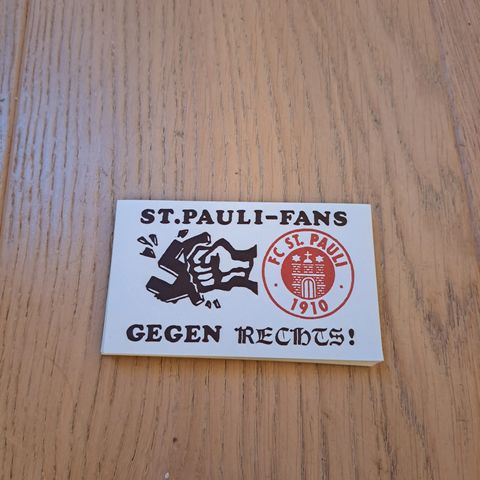 ST.PAULI-FANS
FC ST. PAULI
1910
GEGEN RECHTS!